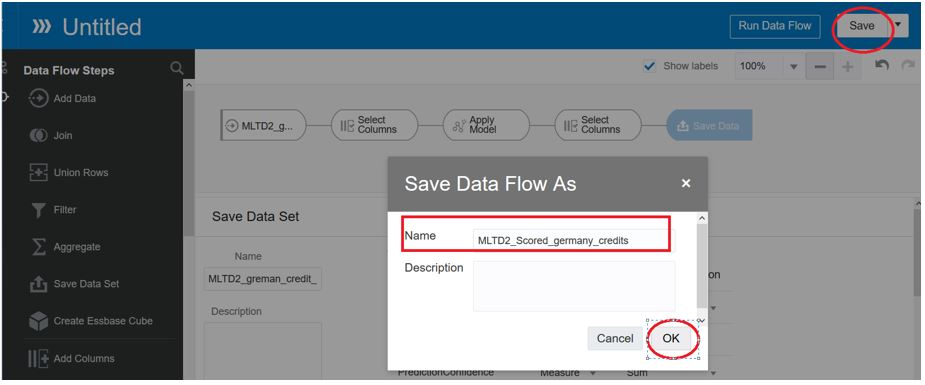 Untitled
Run Data Flow
Save
Data Flow Steps
Show labels
100%
Add Data
Join
Union Rows
Filter
Aggregate
Save Data Set
Create Essbase Cube
Add Columns
MLTD2_g...
Select
Columns
Apply
Model
Select
Columns
Save Data
Save Data Set
Name
MLTD2_greman_credit_
Description
Save Data Flow As
Name
MLTD2_Scored_germany_credits
Description
Cancel
OK
PredictionConfidence
Measure
Sum